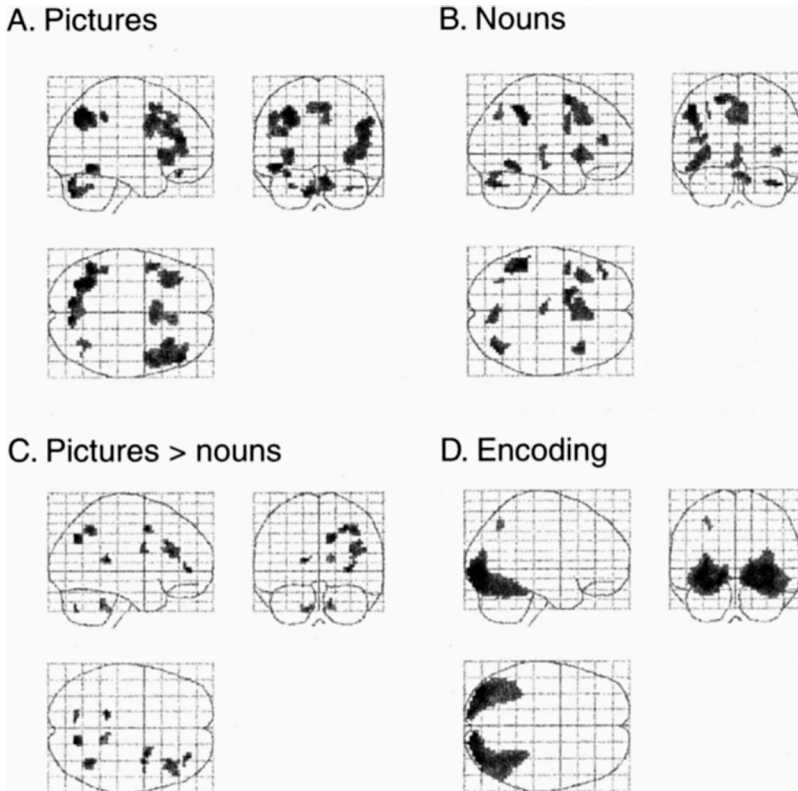 A. Pictures
B. Nouns
C. Pictures > nouns
D. Encoding